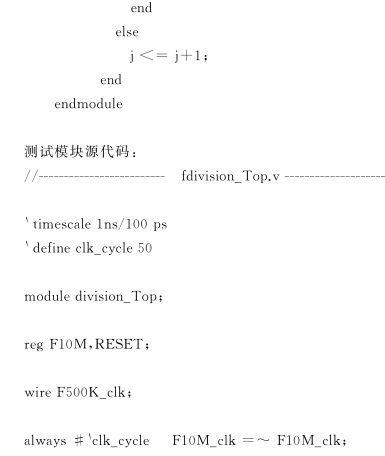 end
else
j <= j+1;
end
endmodule
测试模块源代码:
//------------------------- fdivision_Top.v --------------------
`timescale 1ns/100 ps
`define clk_cycle 50
module division_Top;
reg F10M,RESET;
wire F500K_clk;
always #`clk_cycle F10M_clk =~ F10M_clk;